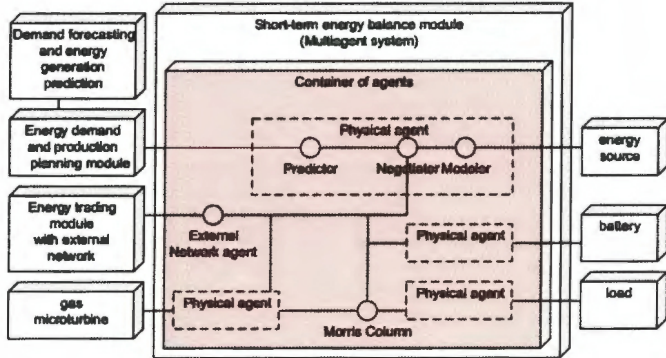 Short-term energy balance module
(Multiagent system)
Demand forecasting
and energy
generation
prediction
Container of agents
Energy demand
and production
planning module
Physical agent
Predictor
Negotiater Modeler
energy
source
Energy trading
module
with external
network
External
Network agent
Physical agent
battery
gas
microturbine
Physical agent
Morris Column
Physical agent
load